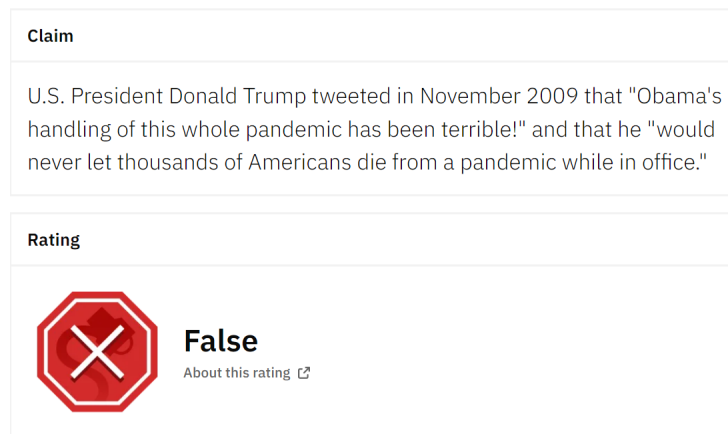 Claim
U.S. President Donald Trump tweeted in November 2009 that "Obama's
handling of this whole pandemic has been terrible!" and that he "would
never let thousands of Americans die from a pandemic while in office."
Rating
False
About this rating